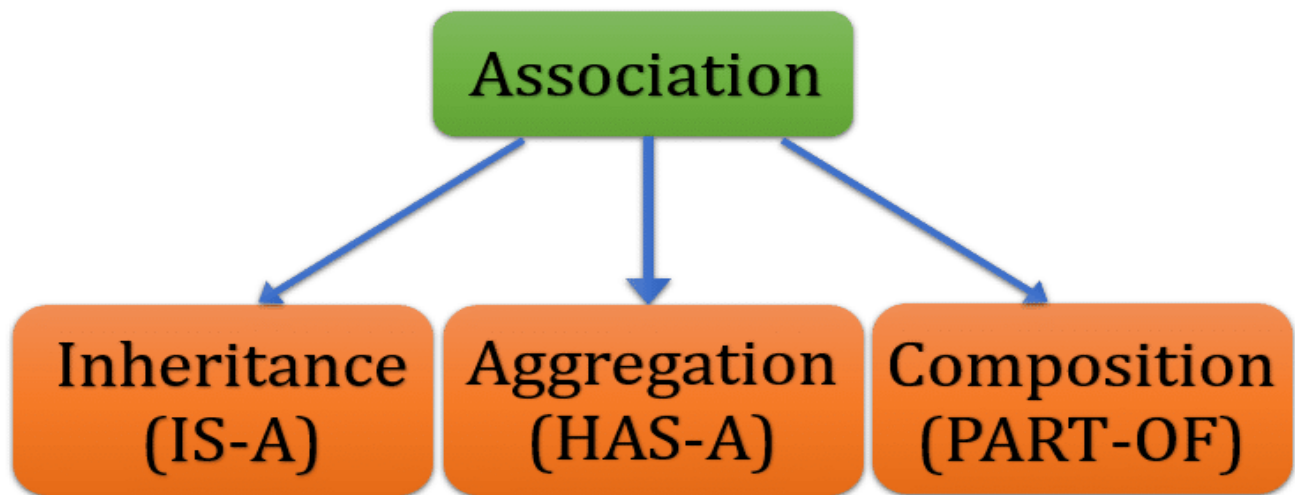 Association
Inheritance
(IS-A)
Aggregation
(HAS-A)
Composition
(PART-OF)